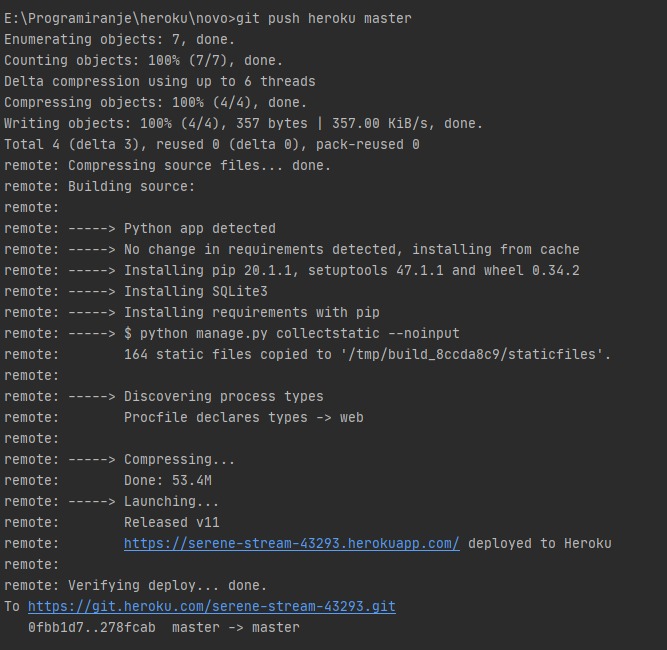 E:\Programiranje\heroku\novo>git push heroku master
Enumerating objects: 7, done.
Counting objects: 100% (7/7), done.
Delta compression using up to 6 threads
Compressing objects: 100% (4/4), done.
Writing objects: 100% (4/4), 357 bytes | 357.00 KiB/s, done.
Total 4 (delta 3), reused 0 (delta 0), pack-reused 0
remote: Compressing source files... done.
remote: Building source:
remote:
remote: -----> Python app detected
remote: -----> No change in requirements detected, installing from cache
remote: -----> Installing pip 20.1.1, setuptools 47.1.1 and wheel 0.34.2
remote: -----> Installing SQLite3
remote: -----> Installing requirements with pip
remote: -----> $ python manage.py collectstatic --noinput
remote:        164 static files copied to '/tmp/build_8ccda8c9/staticfiles'.
remote:
remote: -----> Discovering process types
remote:        Procfile declares types -> web
remote:
remote: -----> Compressing...
remote:        Done: 53.4M
remote: -----> Launching...
remote:        Released v11
remote:        https://serene-stream-43293.herokuapp.com/ deployed to Heroku
remote:
remote: Verifying deploy... done.
To https://git.heroku.com/serene-stream-43293.git
   0fbb1d7..278fcab  master -> master